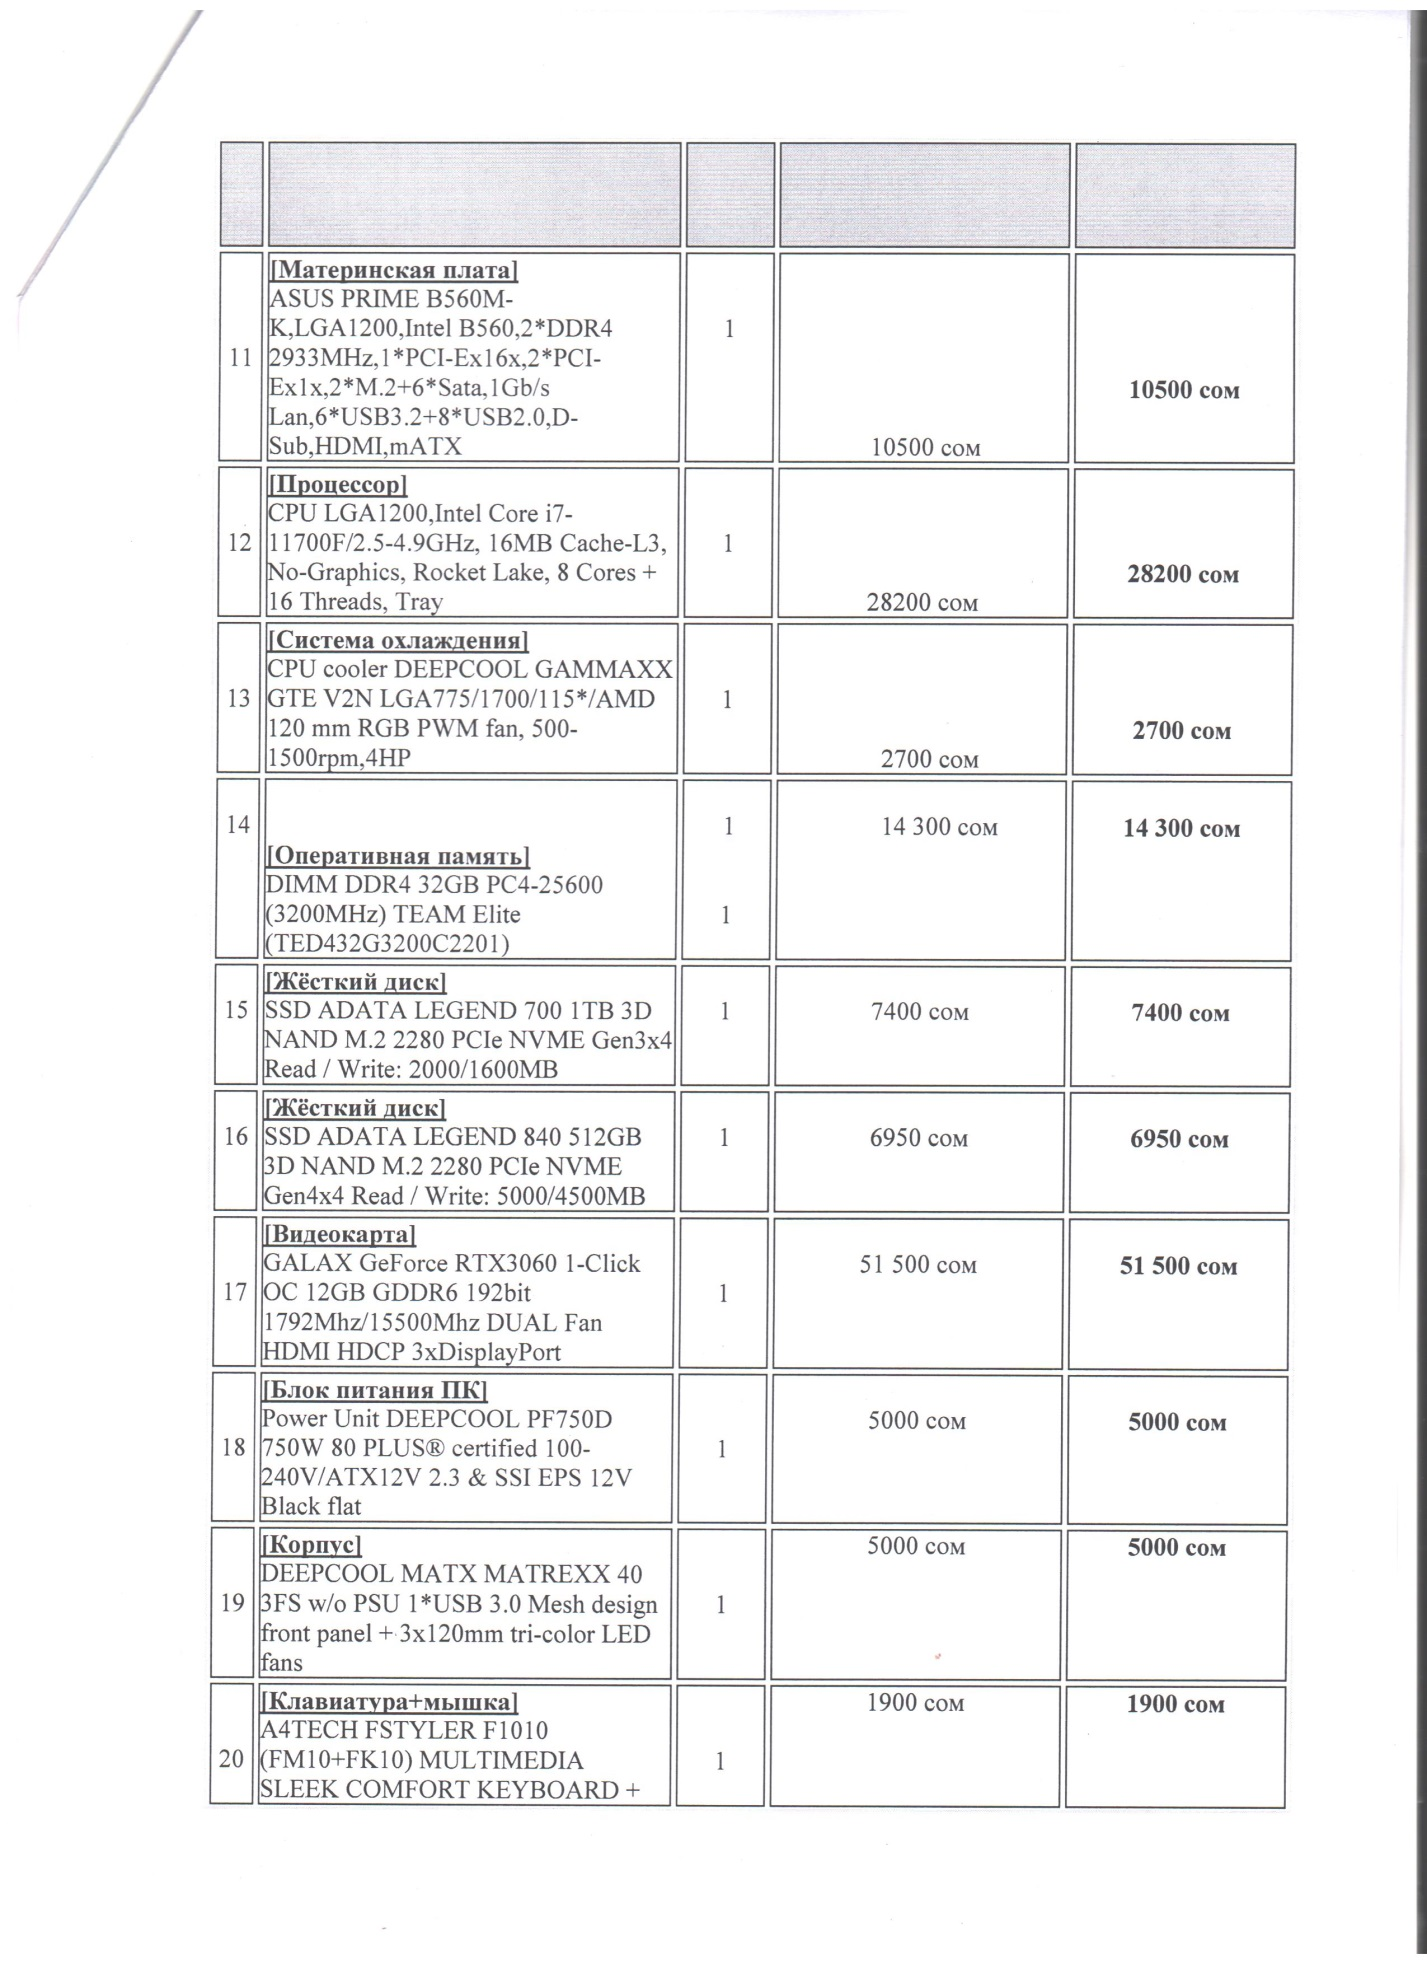 [Материнская плата]
ASUS PRIME B560M-
K,LGA1200,Intel B560,2*DDR4
1
11
2933MHz,1*PCI-Ex16x,2*PCI-
Ex1x,2*M.2+6*Sata,1Gb/s
10500 сом
Lan,6*USB3.2+8*USB2.0,D-
Sub,HDMI,mATX
10500 сом
[Процессор]
CPU LGA1200,Intel Core i7-
12
11700F/2.5-4.9GHz, 16MB Cache-L3,
1
No-Graphics, Rocket Lake, 8 Cores +
28200 сом
16 Threads, Tray
28200 сом
[Система охлаждения]
CPU cooler DEEPCOOL GAMMAXX
13
GTE V2N LGA775/1700/115*/AMD
1
120 mm RGB PWM fan, 500-
2700 сом
1500rpm,4HP
2700 сом
14
1
14 300 сом
14 300 сом
[Оперативная память]
DIMM DDR4 32GB PC4-25600
(3200MHz) TEAM Elite
1
(TED432G3200C2201)
[Жёсткий диск]
15
SSD ADATA LEGEND 700 1TB 3D
1
7400 сом
7400 сом
NAND M.2 2280 PCIe NVME Gen3x4
Read / Write: 2000/1600MB
[Жёсткий диск]
16
SSD ADATA LEGEND 840 512GB
1
6950 сом
6950 сом
3D NAND M.2 2280 PCIe NVME
Gen4x4 Read / Write: 5000/4500MB
[Видеокарта]
GALAX GeForce RTX3060 1-Click
51 500 сом
51 500 сом
17
OC 12GB GDDR6 192bit
1
1792Mhz/15500Mhz DUAL Fan
HDMI HDCP 3xDisplayPort
[Блок питания ПК]
Power Unit DEEPCOOL PF750D
5000 сом
5000 сом
18
750W 80 PLUS® certified 100-
1
240V/ATX12V 2.3 & SSI EPS 12V
Black flat
[Корпус]
5000 сом
5000 сом
DEEPCOOL MATX MATREXX 40
19
3FS w/o PSU 1*USB 3.0 Mesh design
1
front panel + 3x120mm tri-color LED
fans
[Клавиатура+мышка]
1900 сом
1900 сом
A4TECH FSTYLER F1010
20
(FM10+FK10) MULTIMEDIA
1
SLEEK COMFORT KEYBOARD +